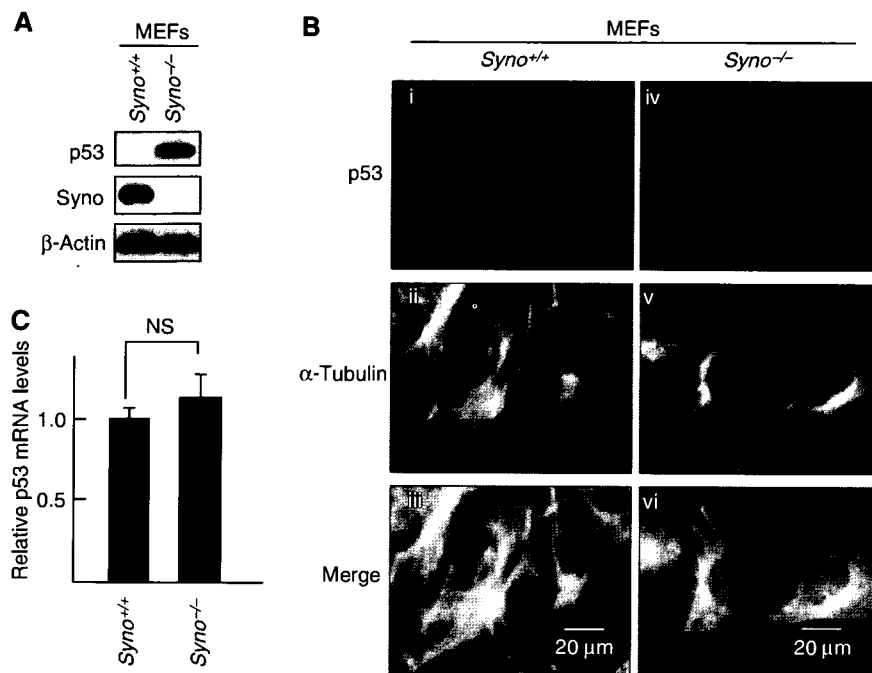 A
MEFs
Syno+/+
Syno−/−
p53
Syno
β-Actin
B
MEFs
Syno+/+
Syno−/−
i
iv
p53
ii
v
α-Tubulin
iii
vi
Merge
20 μm
20 μm
C
NS
Relative p53 mRNA levels
1.0
0.5
Syno+/+
Syno−/−